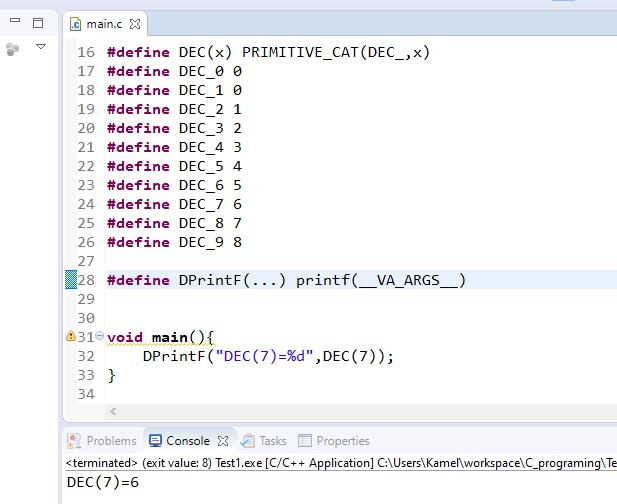 main.c
16 #define DEC(x) PRIMITIVE_CAT(DEC_,x)
17 #define DEC_0 0
18 #define DEC_1 0
19 #define DEC_2 1
20 #define DEC_3 2
21 #define DEC_4 3
22 #define DEC_5 4
23 #define DEC_6 5
24 #define DEC_7 6
25 #define DEC_8 7
26 #define DEC_9 8
27
28 #define DPrintF(...) printf(__VA_ARGS__)
29
30
31 void main(){
32     DPrintF("DEC(7)=%d",DEC(7));
33 }
34
Problems Console Tasks Properties
<terminated> (exit value: 8) Test1.exe [C/C++ Application] C:\Users\Kamel\workspace\C_programing\Te
DEC(7)=6